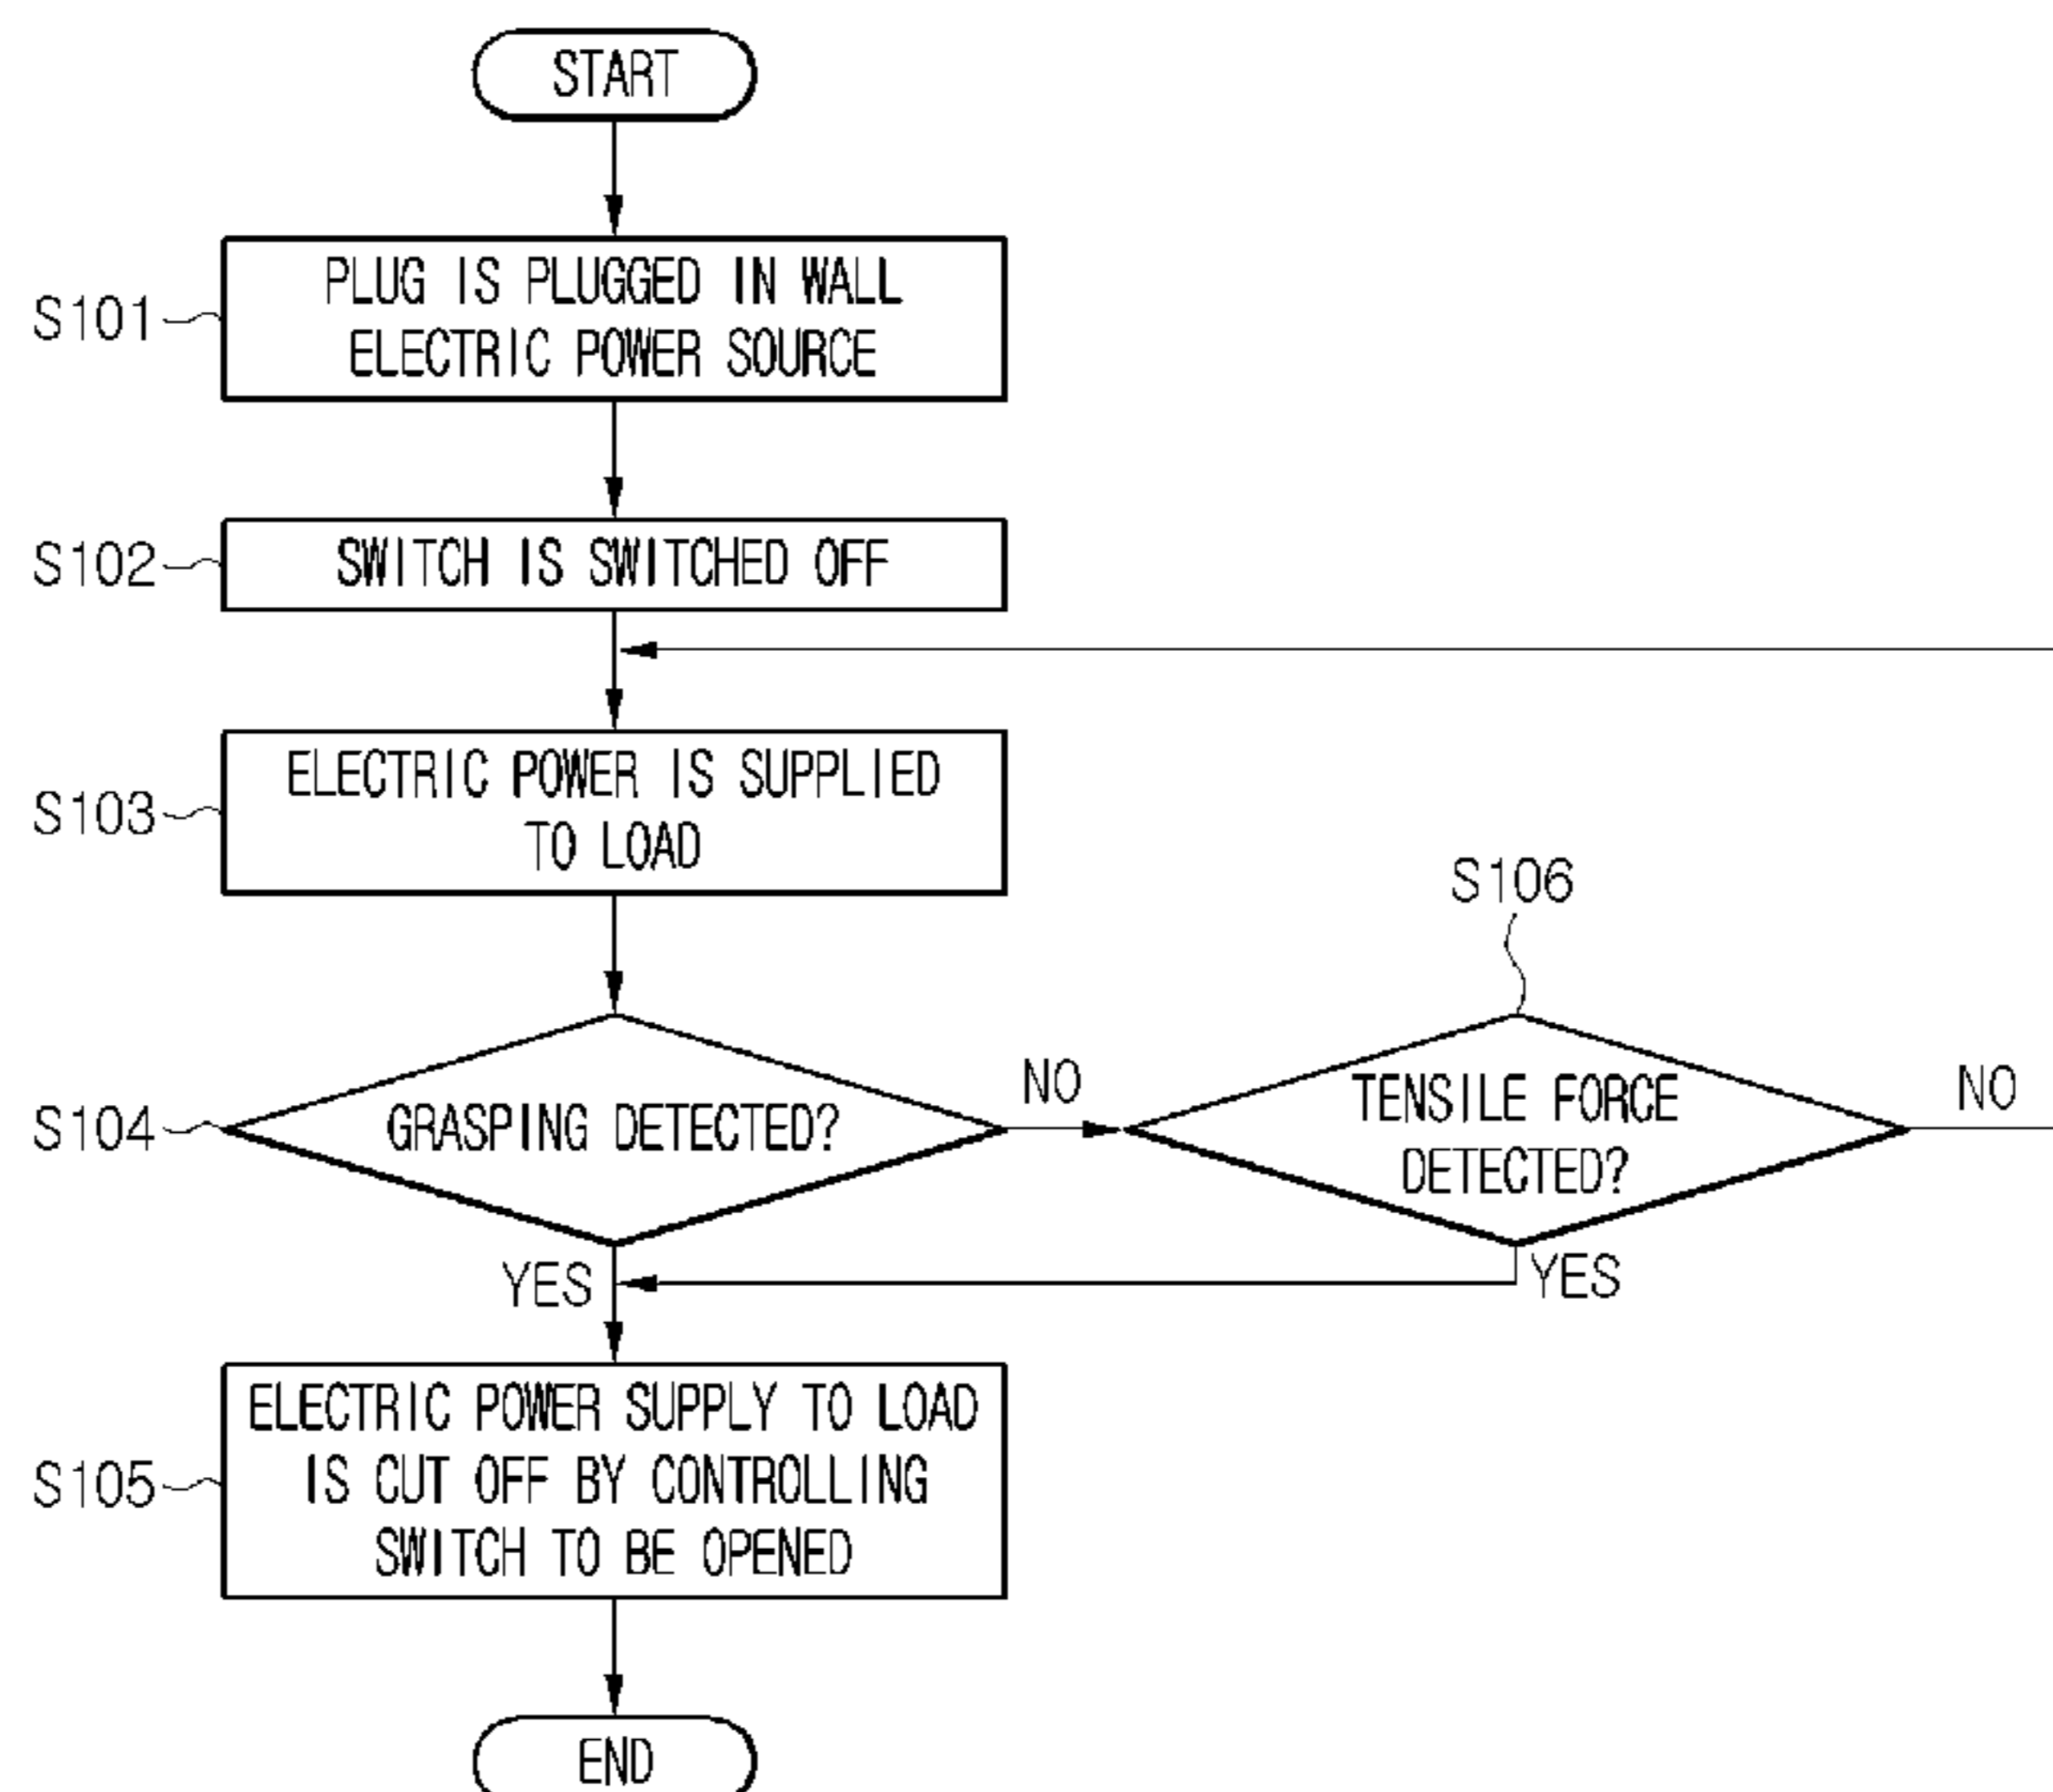 START
S101
PLUG IS PLUGGED IN WALL
ELECTRIC POWER SOURCE
S102
SWITCH IS SWITCHED OFF
S103
ELECTRIC POWER IS SUPPLIED
TO LOAD
S106
S104
GRASPING DETECTED?
NO
TENSILE FORCE
DETECTED?
NO
YES
YES
S105
ELECTRIC POWER SUPPLY TO LOAD
IS CUT OFF BY CONTROLLING
SWITCH TO BE OPENED
END